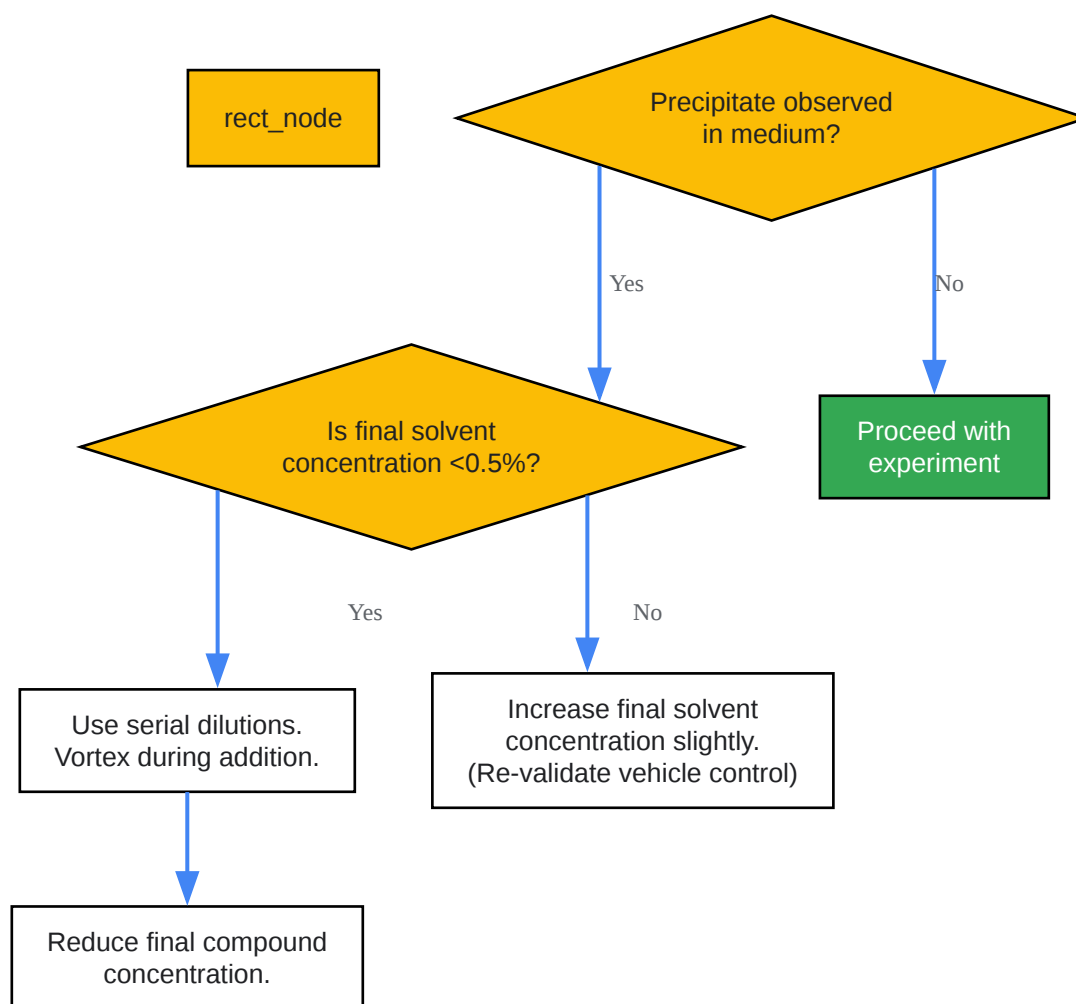 rect_node
Precipitate observed
in medium?
Yes
No
Is final solvent
concentration <0.5%?
Proceed with
experiment
Yes
No
Use serial dilutions.
Vortex during addition.
Increase final solvent
concentration slightly.
(Re-validate vehicle control)
Reduce final compound
concentration.